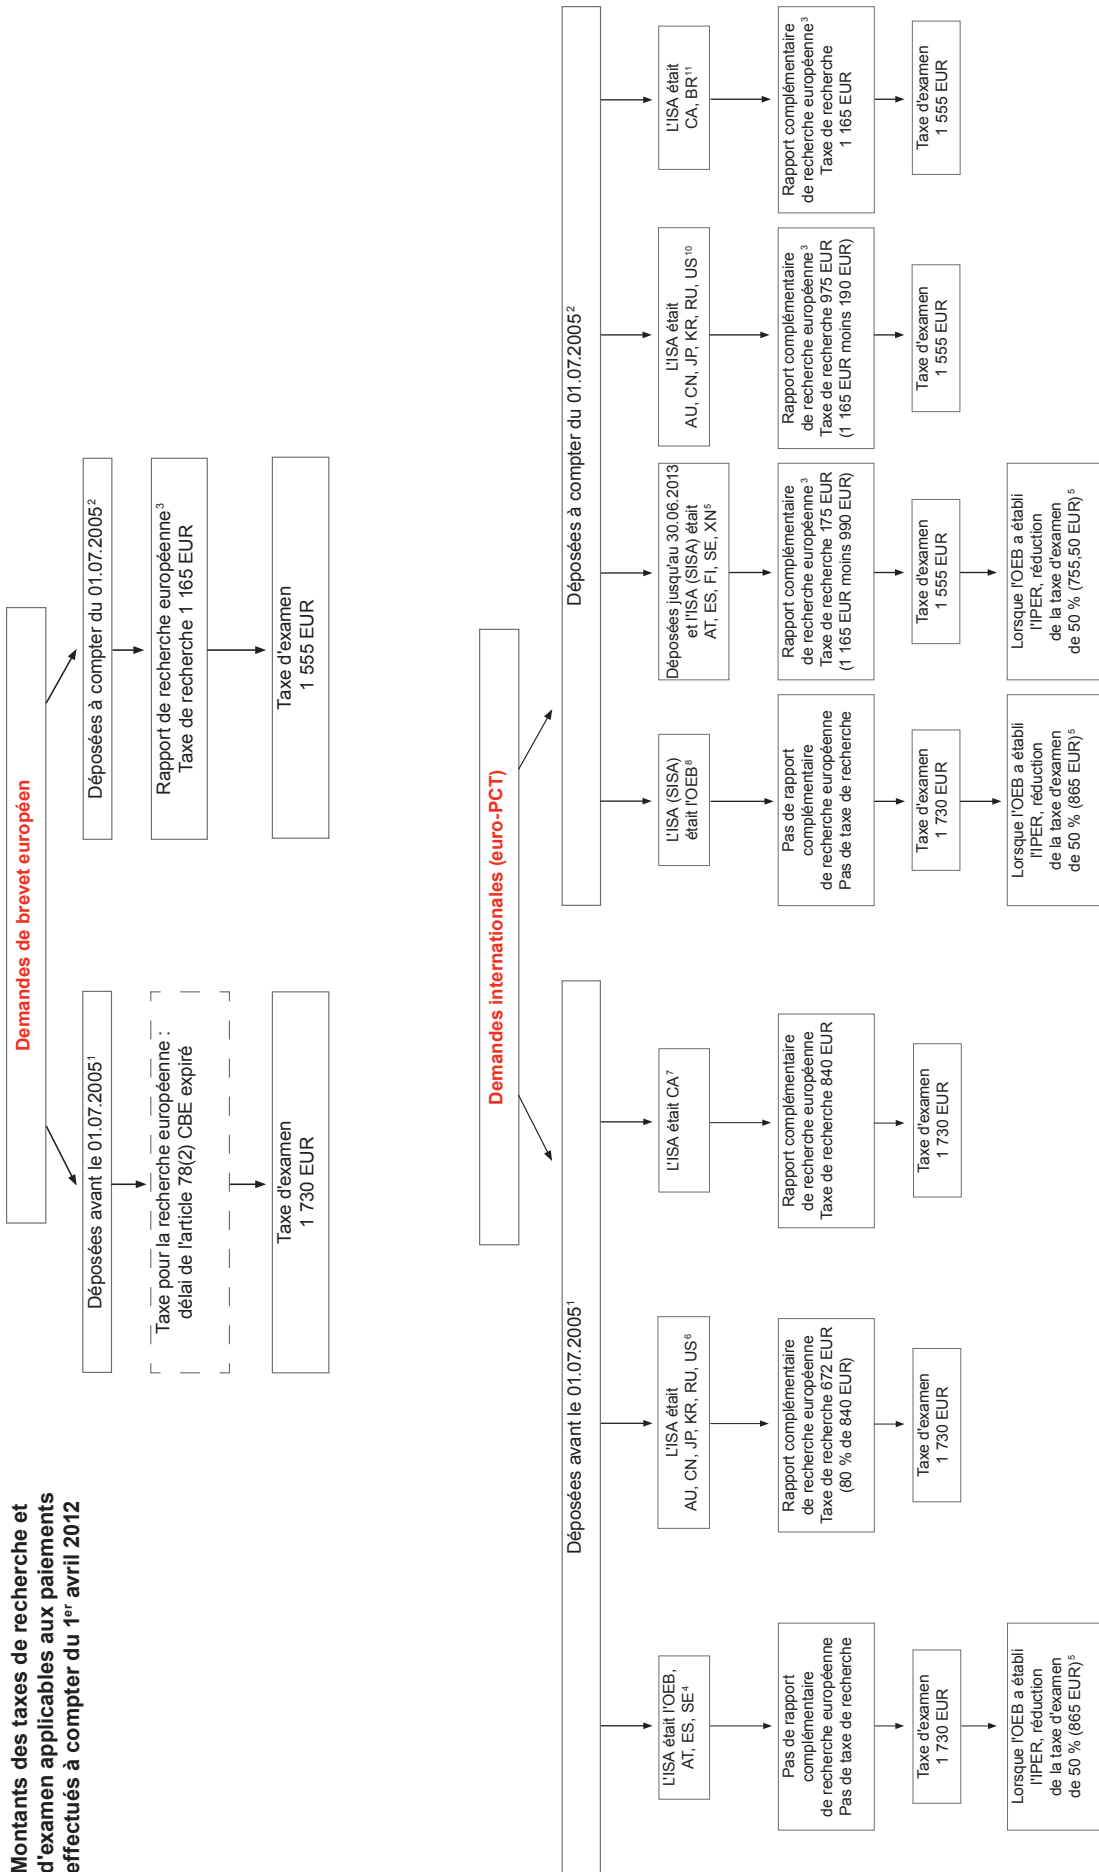 Montants des taxes de recherche et
d'examen applicables aux paiements
effectués à compter du 1er avril 2012
Demandes de brevet européen
Déposées avant le 01.07.2005¹
Taxe pour la recherche européenne :
délai de l'article 78(2) CBE expiré
Taxe d'examen
1 730 EUR
Déposées à compter du 01.07.2005²
Rapport de recherche européenne³
Taxe de recherche 1 165 EUR
Taxe d'examen
1 555 EUR
Demandes internationales (euro-PCT)
Déposées avant le 01.07.2005¹
L'ISA était l'OEB,
AT, ES, SE⁴
Pas de rapport
complémentaire
de recherche européenne
Pas de taxe de recherche
Taxe d'examen
1 730 EUR
Lorsque l'OEB a établi
l'IPER, réduction
de la taxe d'examen
de 50 % (865 EUR)⁵
L'ISA était
AU, CN, JP, KR, RU, US⁶
Rapport complémentaire
de recherche européenne
Taxe de recherche 672 EUR
(80 % de 840 EUR)
Taxe d'examen
1 730 EUR
L'ISA était CA⁷
Rapport complémentaire
de recherche européenne
Taxe de recherche 840 EUR
Taxe d'examen
1 730 EUR
Déposées à compter du 01.07.2005²
L'ISA (SISA)
était l'OEB⁸
Pas de rapport
complémentaire
de recherche européenne
Pas de taxe de recherche
Taxe d'examen
1 730 EUR
Lorsque l'OEB a établi
l'IPER, réduction
de la taxe d'examen
de 50 % (865 EUR)⁵
Déposées jusqu'au 30.06.2013
et l'ISA (SISA) était
AT, ES, FI, SE, XN⁵
Rapport complémentaire
de recherche européenne³
Taxe de recherche 175 EUR
(1 165 EUR moins 990 EUR)
Taxe d'examen
1 555 EUR
Lorsque l'OEB a établi
l'IPER, réduction
de la taxe d'examen
de 50 % (755,50 EUR)⁵
L'ISA était
AU, CN, JP, KR, RU, US¹⁰
Rapport complémentaire
de recherche européenne³
Taxe de recherche 975 EUR
(1 165 EUR moins 190 EUR)
Taxe d'examen
1 555 EUR
L'ISA était
CA, BR¹¹
Rapport complémentaire
de recherche européenne³
Taxe de recherche
1 165 EUR
Taxe d'examen
1 555 EUR